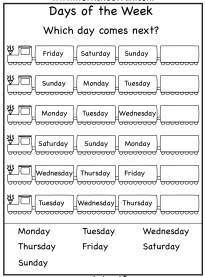 Days of the Week
Which day comes next?
Friday Saturday Sunday
Sunday Monday Tuesday
Monday Tuesday Wednesday
Saturday Sunday Monday
Wednesday Thursday Friday
Tuesday Wednesday Thursday
Monday Tuesday Wednesday
Thursday Friday Saturday
Sunday